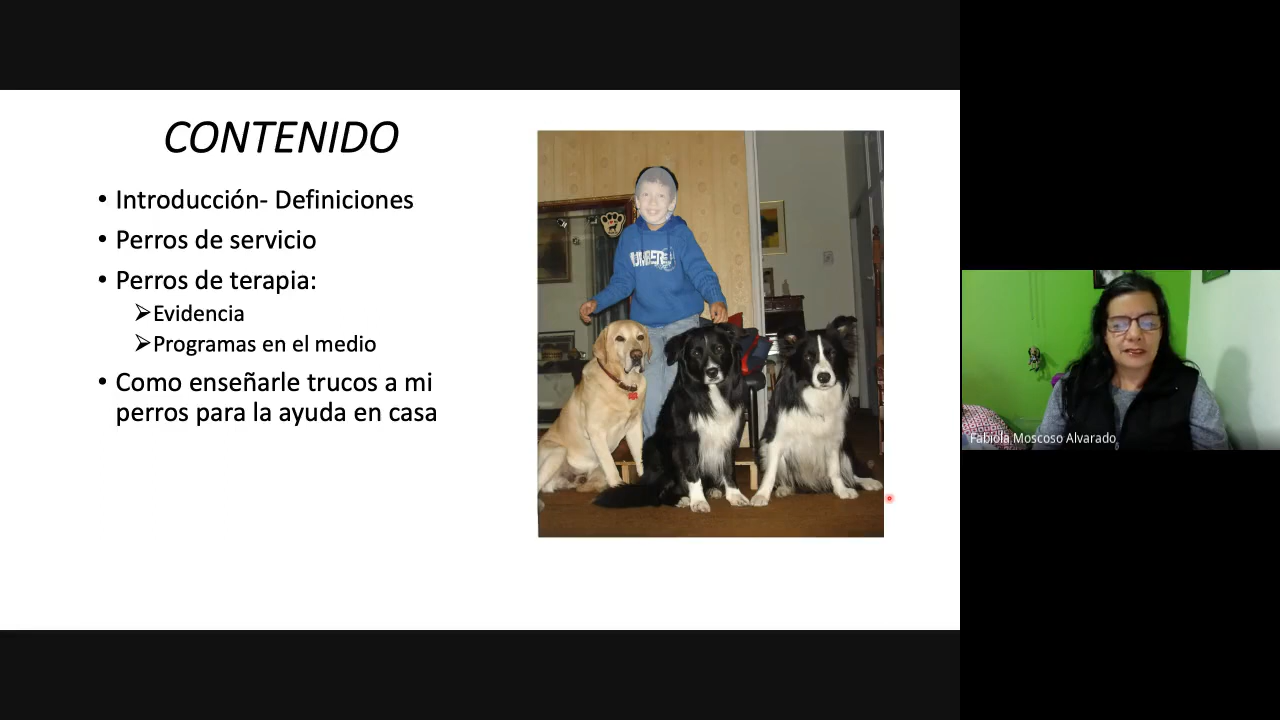 CONTENIDO
• Introducción- Definiciones
• Perros de servicio
• Perros de terapia:
➢Evidencia
➢Programas en el medio
• Como enseñarle trucos a mi
perros para la ayuda en casa
Fabiola Moscoso Alvarado